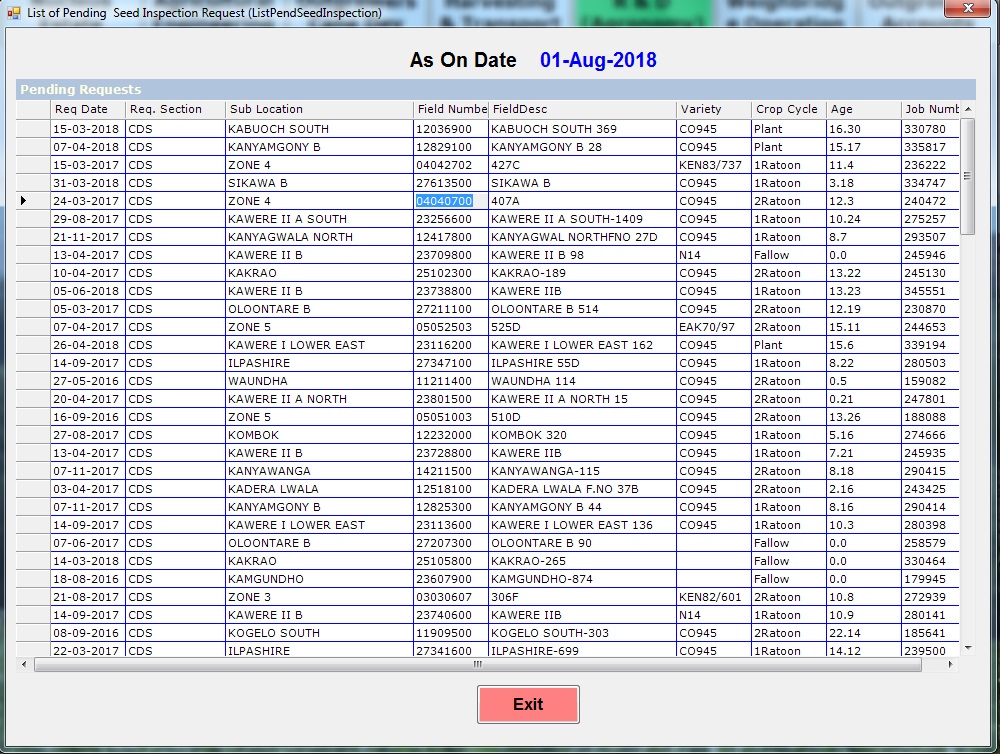 List of Pending Seed Inspection Request (ListPendSeedInspection)
As On Date 01-Aug-2018
Pending Requests
Req Date Req. Section Sub Location Field Numbe FieldDesc Variety Crop Cycle Age Job Numb
15-03-2018 CDS KABUOCH SOUTH 12036900 KABUOCH SOUTH 369 CO945 Plant 16.30 330780
07-04-2018 CDS KANYAMGONY B 12829100 KANYAMGONY B 28 CO945 Plant 15.17 335817
15-03-2017 CDS ZONE 4 04042702 427C KEN83/737 1Ratoon 11.4 236222
31-03-2018 CDS SIKAWA B 27613500 SIKAWA B CO945 1Ratoon 3.18 334747
24-03-2017 CDS ZONE 4 04040700 407A CO945 2Ratoon 12.3 240472
29-08-2017 CDS KAWERE II A SOUTH 23256600 KAWERE II A SOUTH-1409 CO945 1Ratoon 10.24 275257
21-11-2017 CDS KANYAGWALA NORTH 12417800 KANYAGWAL NORTHFNO 27D CO945 1Ratoon 8.7 293507
13-04-2017 CDS KAWERE II B 23709800 KAWERE II B 98 N14 Fallow 0.0 245946
10-04-2017 CDS KAKRAO 25102300 KAKRAO-189 CO945 2Ratoon 13.22 245130
05-06-2018 CDS KAWERE II B 23738800 KAWERE IIB CO945 1Ratoon 13.23 345551
05-03-2017 CDS OLOONTARE B 27211100 OLOONTARE B 514 CO945 2Ratoon 12.19 230870
07-04-2017 CDS ZONE 5 05052503 525D EAK70/97 2Ratoon 15.11 244653
26-04-2018 CDS KAWERE I LOWER EAST 23116200 KAWERE I LOWER EAST 162 CO945 Plant 15.6 339194
14-09-2017 CDS ILPASHIRE 27347100 ILPASHIRE 55D CO945 1Ratoon 8.22 280503
27-05-2016 CDS WAUNDHA 11211400 WAUNDHA 114 CO945 2Ratoon 0.5 159082
20-04-2017 CDS KAWERE II A NORTH 23801500 KAWERE II A NORTH 15 CO945 2Ratoon 0.21 247801
16-09-2016 CDS ZONE 5 05051003 510D CO945 2Ratoon 13.26 188088
27-08-2017 CDS KOMBOK 12232000 KOMBOK 320 CO945 1Ratoon 5.16 274666
13-04-2017 CDS KAWERE II B 23728800 KAWERE IIB CO945 1Ratoon 7.21 245935
07-11-2017 CDS KANYAWANGA 14211500 KANYAWANGA-115 CO945 2Ratoon 8.18 290415
03-04-2017 CDS KADERA LWALA 12518100 KADERA LWALA F.NO 37B CO945 2Ratoon 2.16 243425
07-11-2017 CDS KANYAMGONY B 12825300 KANYAMGONY B 44 CO945 1Ratoon 8.16 290414
14-09-2017 CDS KAWERE I LOWER EAST 23113600 KAWERE I LOWER EAST 136 CO945 1Ratoon 10.3 280398
07-06-2017 CDS OLOONTARE B 27207300 OLOONTARE B 90 Fallow 0.0 258579
14-03-2018 CDS KAKRAO 25105800 KAKRAO-265 Fallow 0.0 330464
18-08-2016 CDS KAMGUNDHO 23607900 KAMGUNDHO-874 Fallow 0.0 179945
21-08-2017 CDS ZONE 3 03030607 306F KEN82/601 2Ratoon 10.8 272939
14-09-2017 CDS KAWERE II B 23740600 KAWERE IIB N14 1Ratoon 10.9 280141
08-09-2016 CDS KOGELO SOUTH 11909500 KOGELO SOUTH-303 CO945 2Ratoon 22.14 185641
22-03-2017 CDS ILPASHIRE 27341600 ILPASHIRE-699 CO945 1Ratoon 14.12 239500
Exit